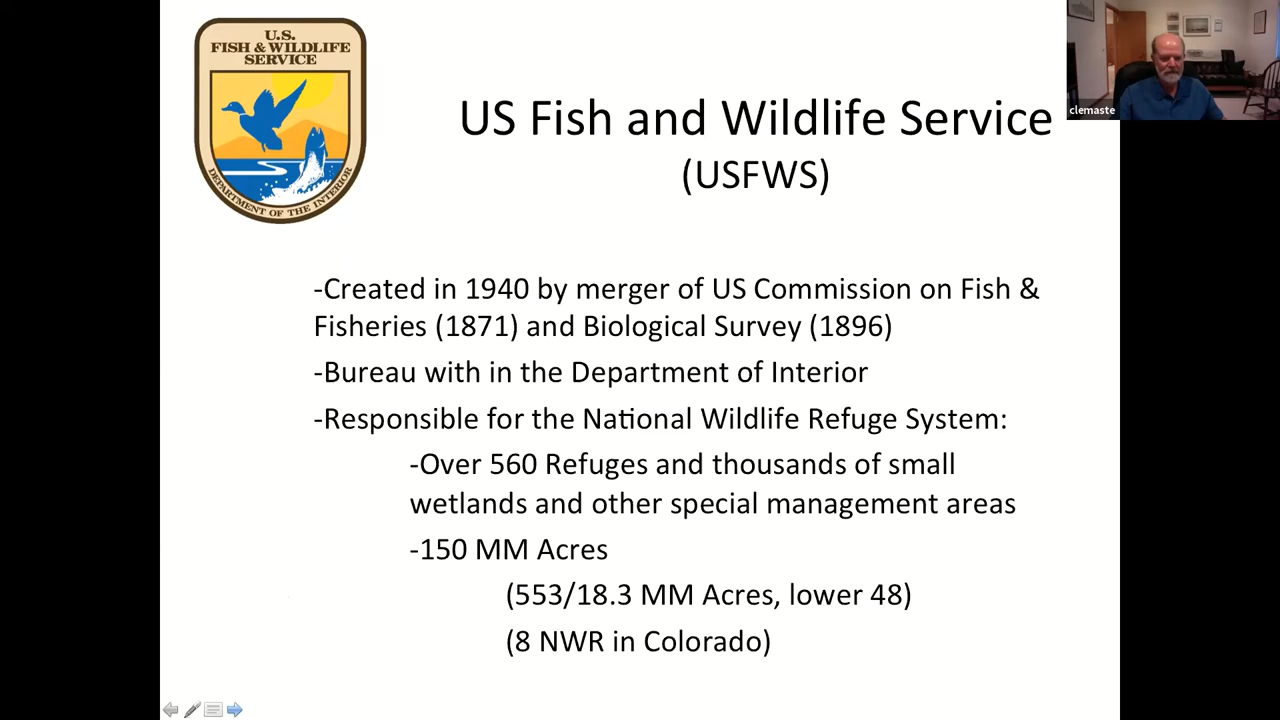 U.S.
FISH & WILDLIFE
SERVICE
DEPARTMENT OF THE INTERIOR
clemaste
US Fish and Wildlife Service
(USFWS)
-Created in 1940 by merger of US Commission on Fish &
Fisheries (1871) and Biological Survey (1896)
-Bureau with in the Department of Interior
-Responsible for the National Wildlife Refuge System:
-Over 560 Refuges and thousands of small
wetlands and other special management areas
-150 MM Acres
(553/18.3 MM Acres, lower 48)
(8 NWR in Colorado)